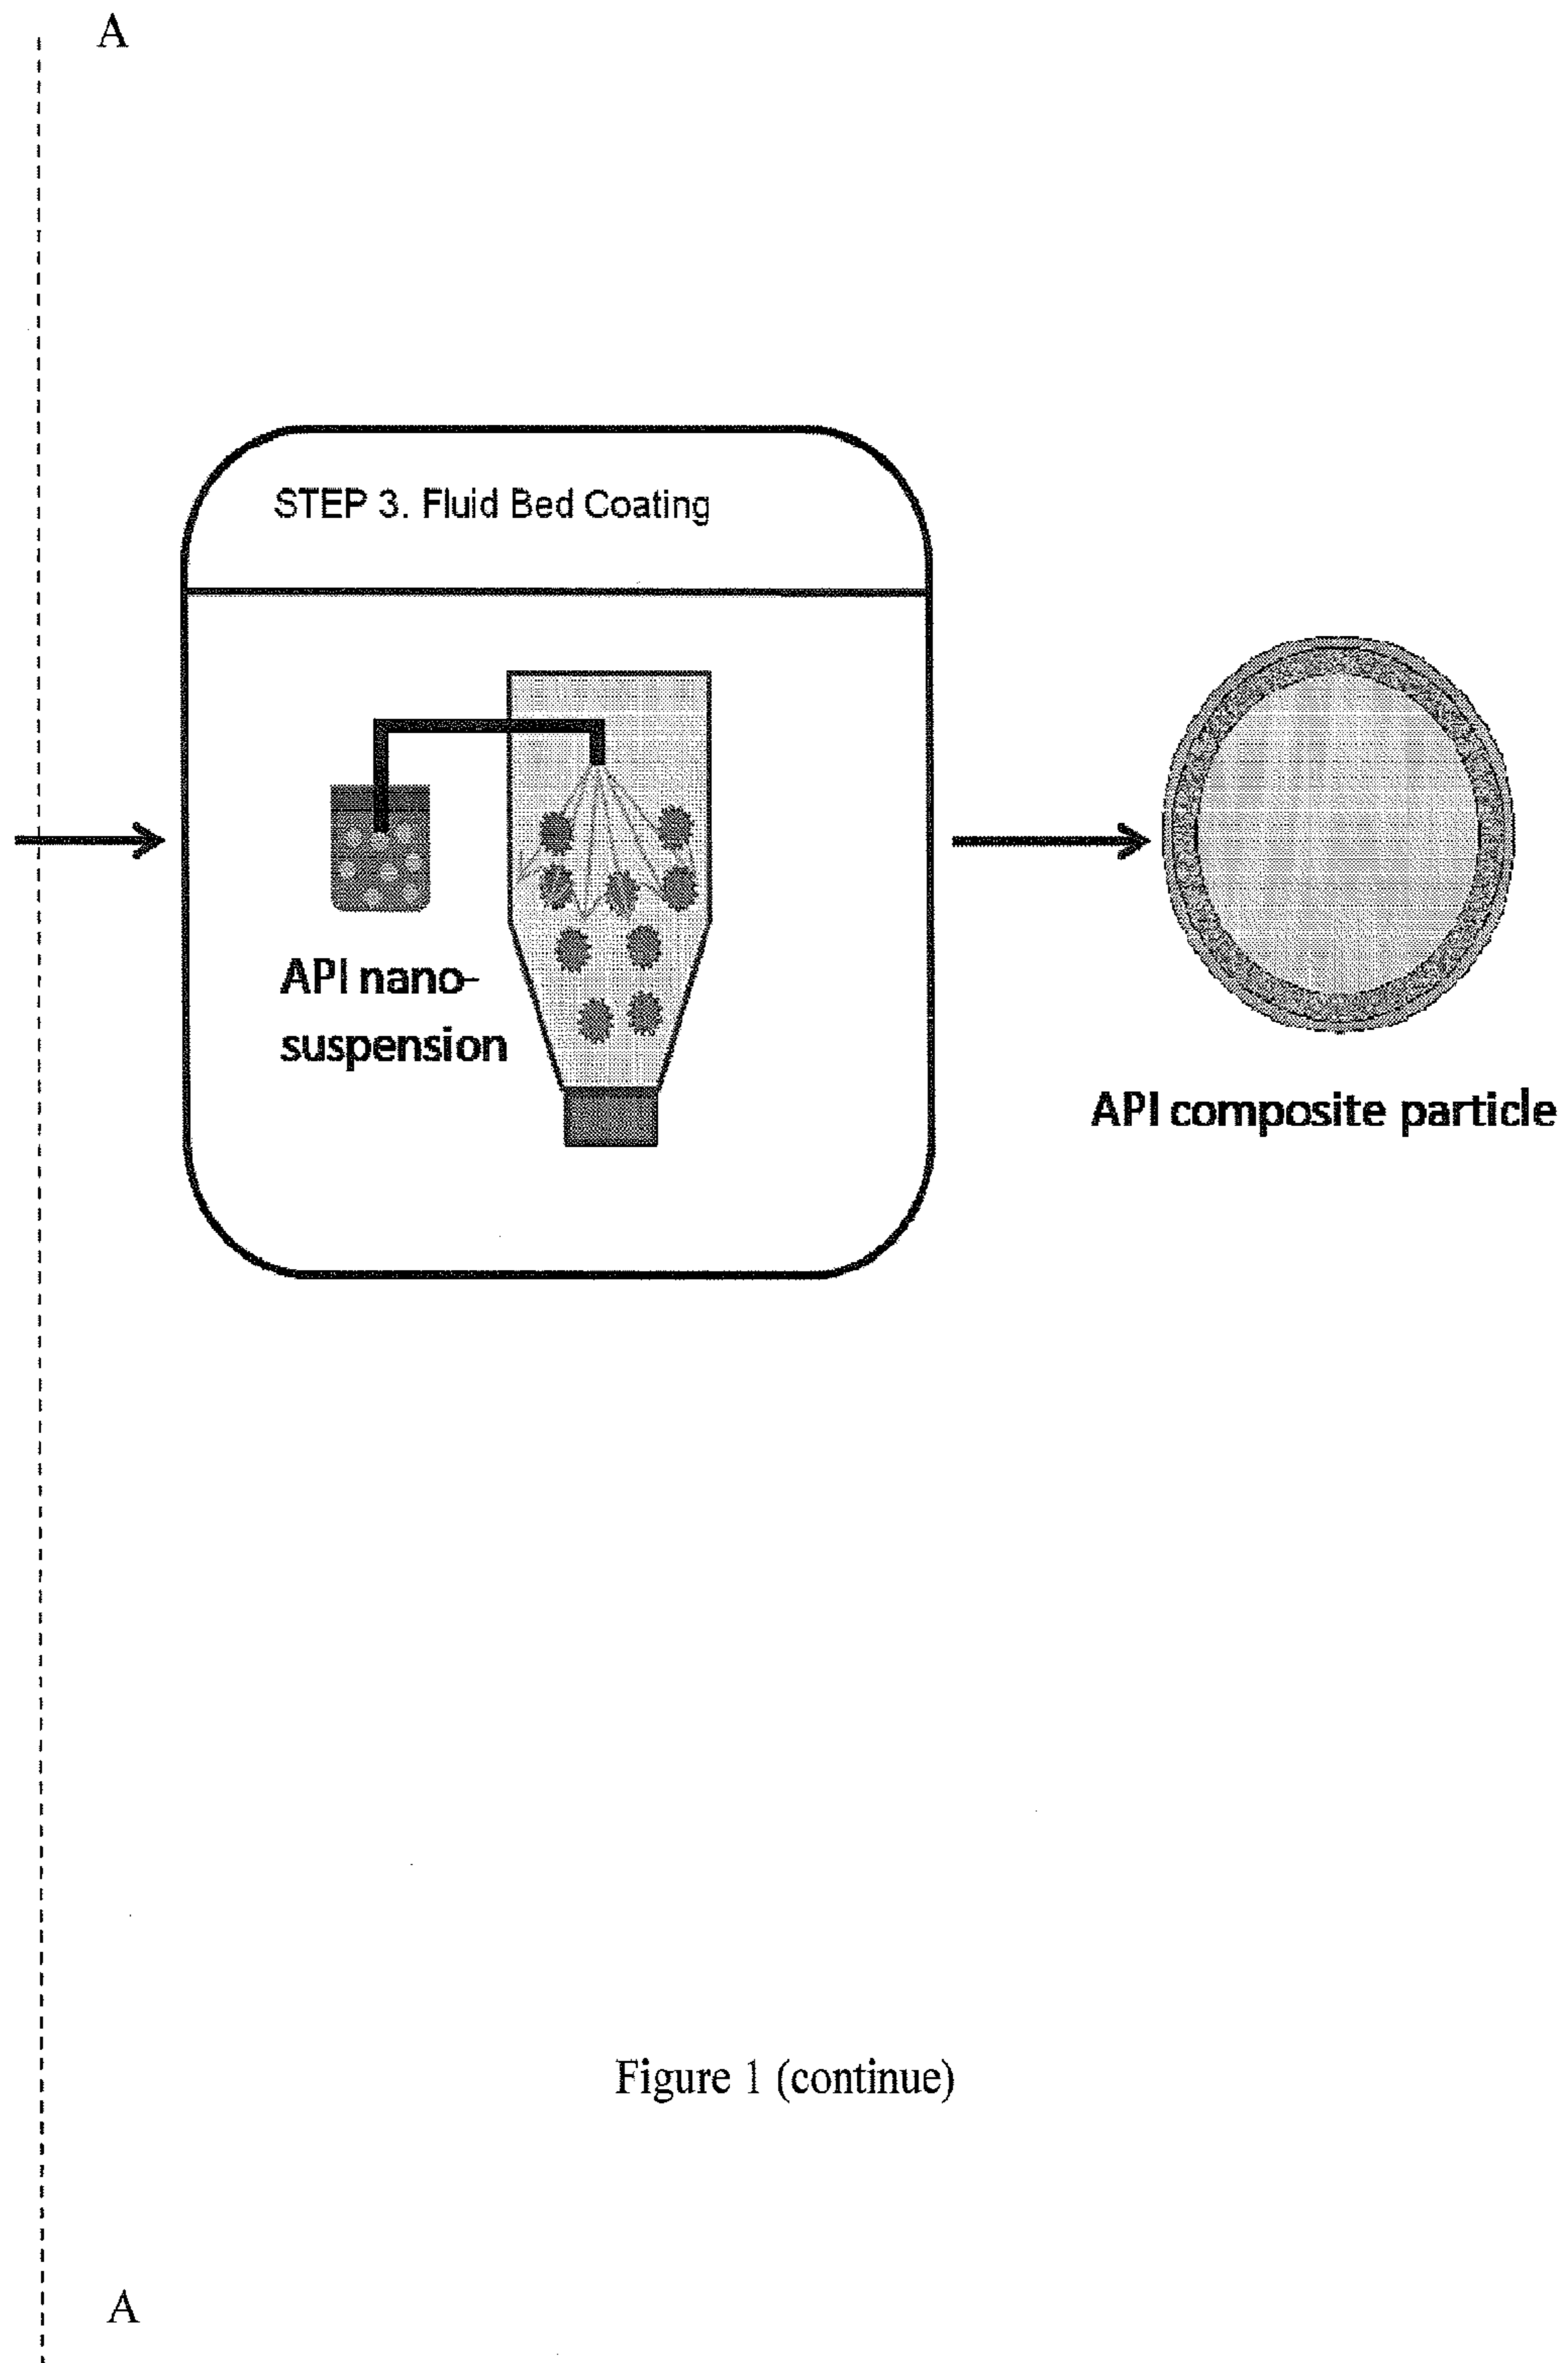 A
STEP 3. Fluid Bed Coating
API nano-
suspension
API composite particle
Figure 1 (continue)
A